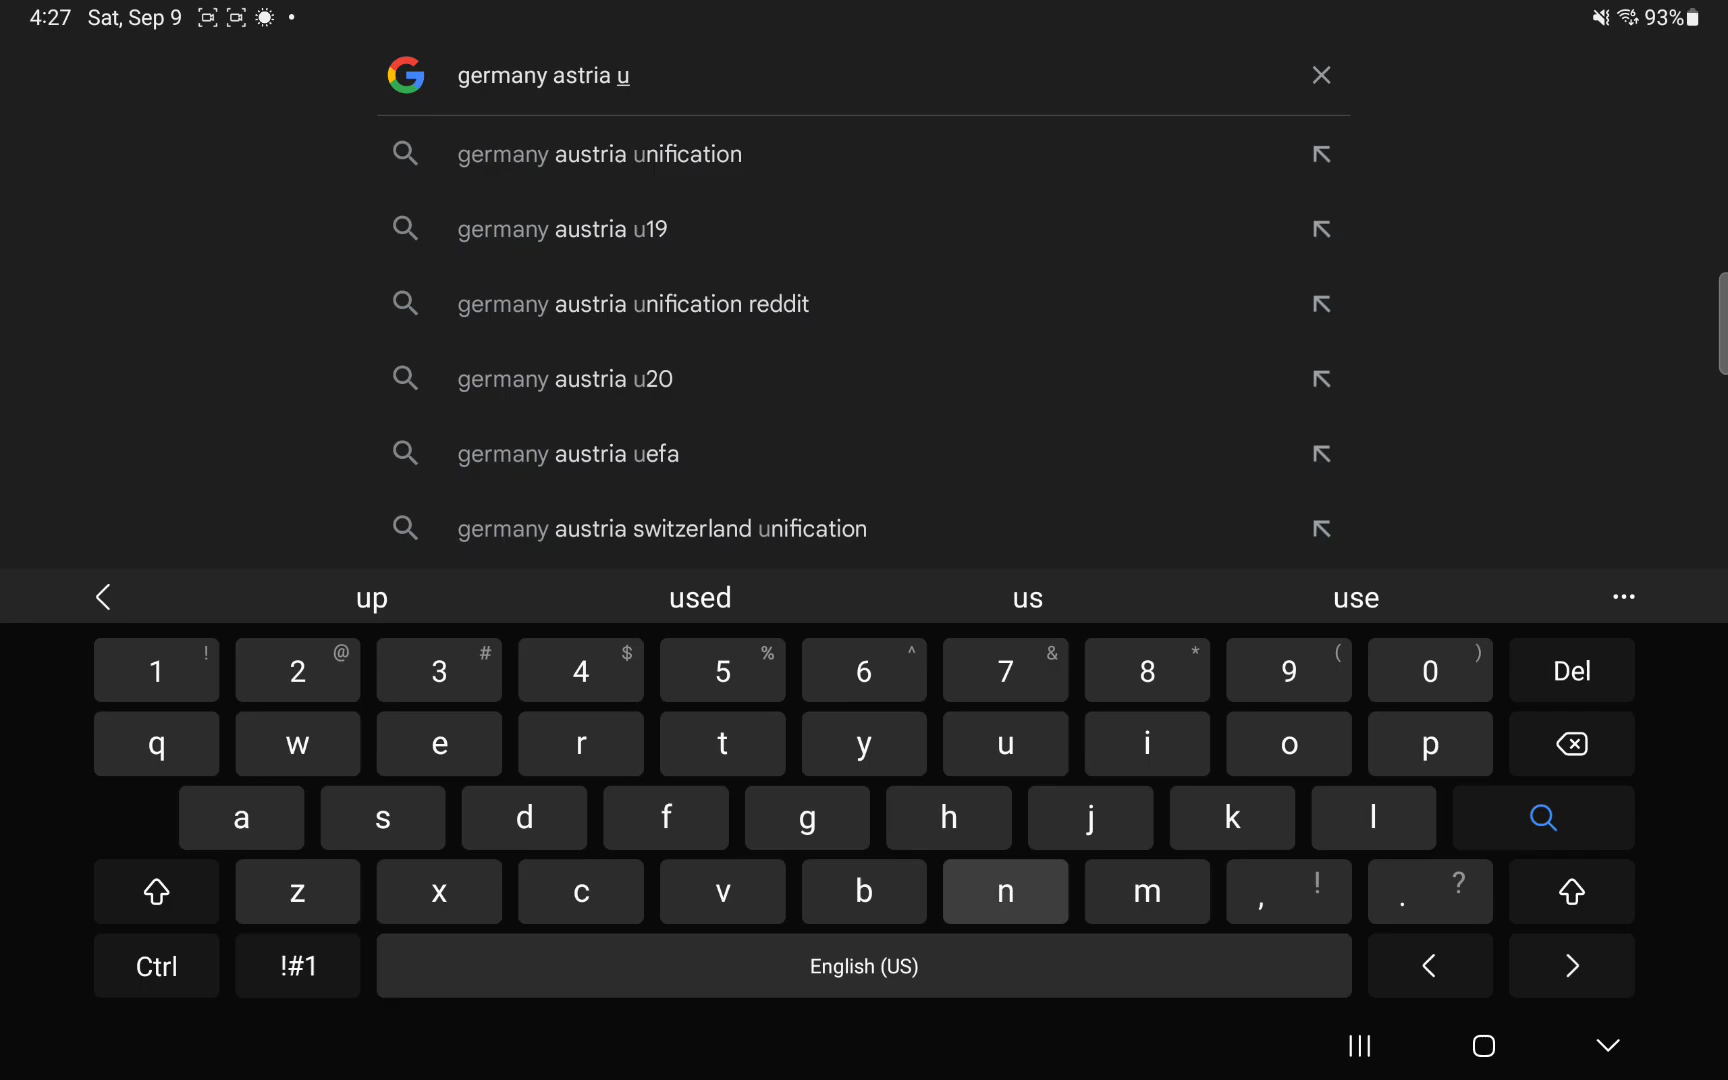 4:27 Sat, Sep 9 93%
germany astria u
germany austria unification
germany austria u19
germany austria unification reddit
germany austria u20
germany austria uefa
germany austria switzerland unification
up used us use
1 ! 2 @ 3 # 4 $ 5 % 6 ^ 7 & 8 * 9 ( 0 ) Del
q w e r t y u i o p
a s d f g h j k l
z x c v b n m , ! . ?
Ctrl !#1 English (US) < >